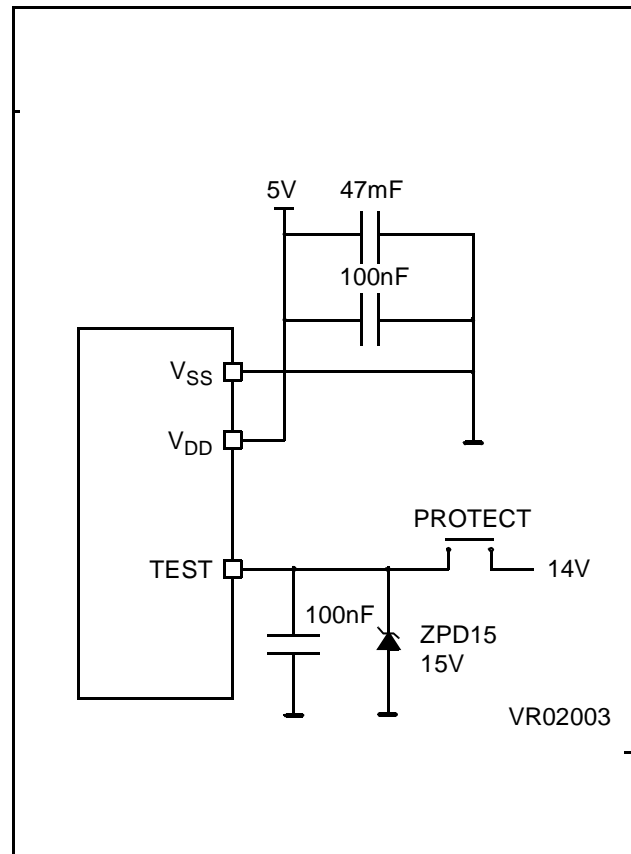 5V 47mF
100nF
VSS
VDD
PROTECT
TEST 14V
100nF ZPD15
15V
VR02003